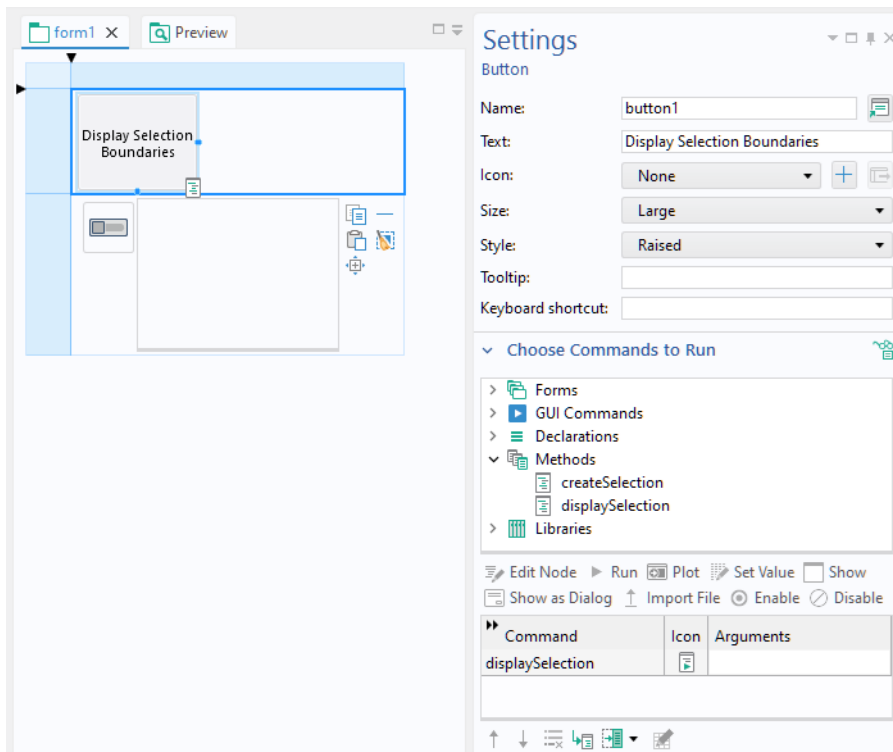 form1
Preview
Display Selection
Boundaries
Settings
Button
Name:
button1
Text:
Display Selection Boundaries
Icon:
None
Size:
Large
Style:
Raised
Tooltip:
Keyboard shortcut:
Choose Commands to Run
Forms
GUI Commands
Declarations
Methods
createSelection
displaySelection
Libraries
Edit Node Run Plot Set Value Show
Show as Dialog Import File Enable Disable
Command Icon Arguments
displaySelection